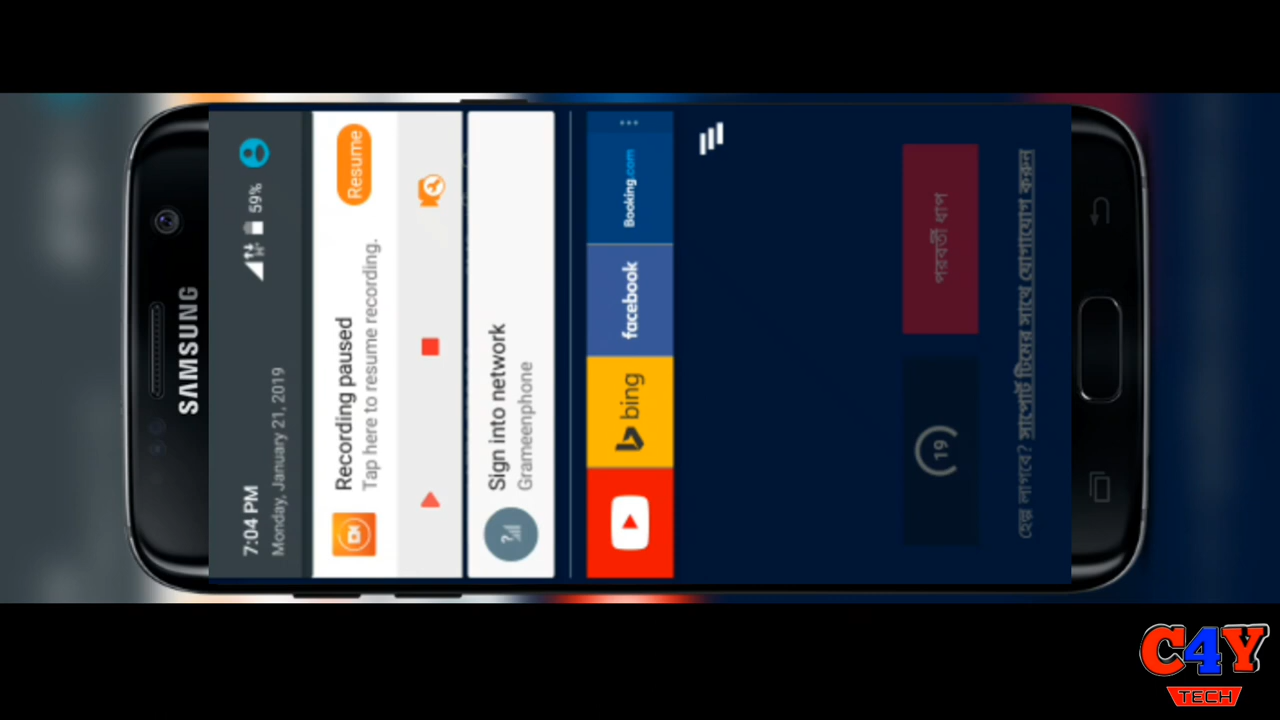 SAMSUNG
7:04 PM
59%
Monday, January 21, 2019
Recording paused
Resume
Tap here to resume recording.
Sign into network
Grameenphone
bing
facebook
Booking.com
19
পরবর্তী ধাপ
হেল্প লাগবে? সাপোর্ট টিমের সাথে যোগাযোগ করুন
C4Y
TECH